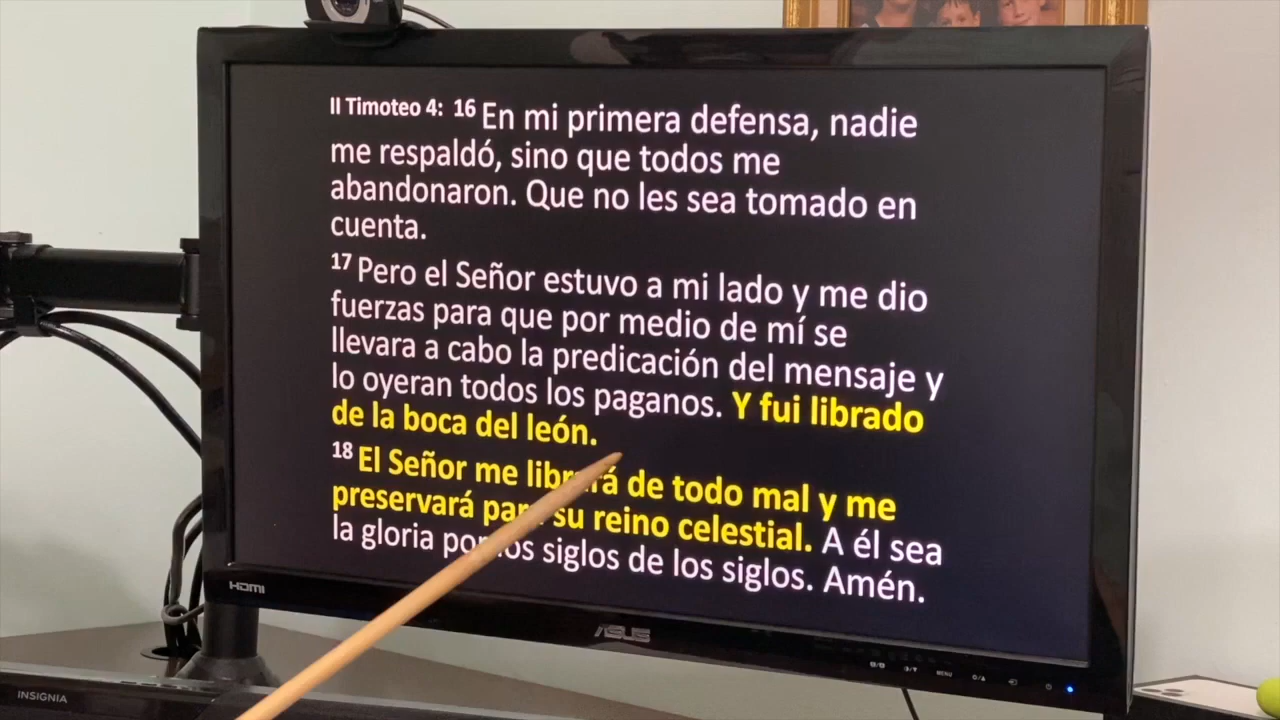 II Timoteo 4: 16 En mi primera defensa, nadie
me respaldó, sino que todos me
abandonaron. Que no les sea tomado en
cuenta.
17 Pero el Señor estuvo a mi lado y me dio
fuerzas para que por medio de mí se
llevara a cabo la predicación del mensaje y
lo oyeran todos los paganos. Y fui librado
de la boca del león.
18 El Señor me librará de todo mal y me
preservará para su reino celestial. A él sea
la gloria por los siglos de los siglos. Amén.
HDMI
ASUS
MENU
INSIGNIA